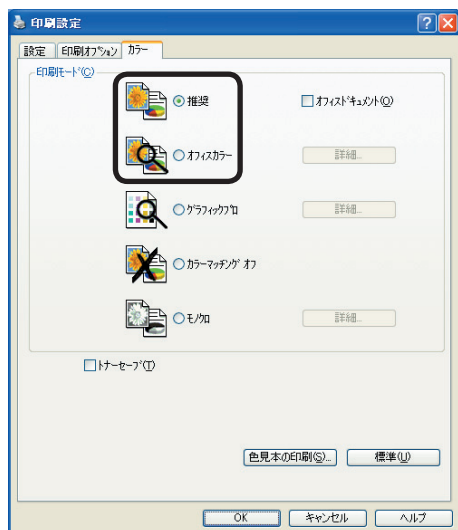 印刷設定
設定 印刷オプション カラー
印刷モード(C)
推奨 オフィスドキュメント(O)
オフィスカラー 詳細...
グラフィックプロ 詳細...
カラーマッチング オフ
モノクロ 詳細...
トナーセーブ(T)
色見本の印刷(S)... 標準(U)
OK キャンセル ヘルプ